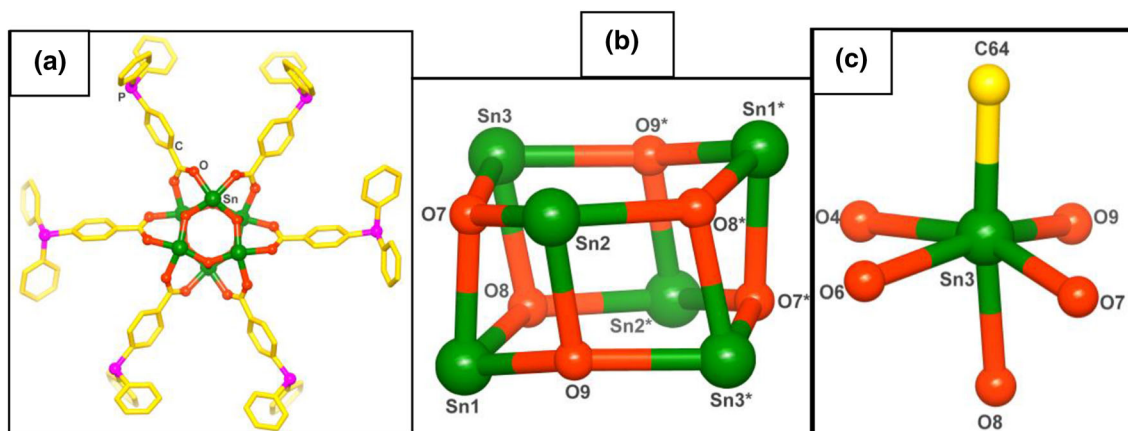 (a)
P
C
O
Sn
(b)
Sn3
O9*
Sn1*
O7
Sn2
O8*
O8
Sn2*
O7*
Sn1
O9
Sn3*
(c)
C64
O4
O9
O6
Sn3
O7
O8